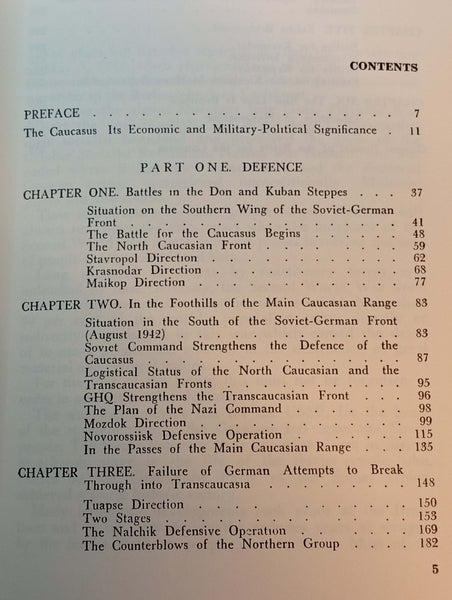 CONTENTS
PREFACE . . . . . . . . . . . . . . . . . 7
The Caucasus Its Economic and Military-Political Significance . 11
PART ONE. DEFENCE
CHAPTER ONE. Battles in the Don and Kuban Steppes . . . 37
Situation on the Southern Wing of the Soviet-German
Front . . . . . . . . . . . . . . . 41
The Battle for the Caucasus Begins . . . . . 48
The North Caucasian Front . . . . . . . 59
Stavropol Direction . . . . . . . . . . 62
Krasnodar Direction . . . . . . . . . . 68
Maikop Direction . . . . . . . . . . 77
CHAPTER TWO. In the Foothills of the Main Caucasian Range 83
Situation in the South of the Soviet-German Front
(August 1942) . . . . . . . . . . . . 83
Soviet Command Strengthens the Defence of the
Caucasus . . . . . . . . . . . . . 87
Logistical Status of the North Caucasian and the
Transcaucasian Fronts . . . . . . . . . 95
GHQ Strengthens the Transcaucasian Front . . . 96
The Plan of the Nazi Command . . . . . . 98
Mozdok Direction . . . . . . . . . . 99
Novorossiisk Defensive Operation . . . . . . 115
In the Passes of the Main Caucasian Range . . . 135
CHAPTER THREE. Failure of German Attempts to Break
Through into Transcaucasia . . . . . . . . 148
Tuapse Direction . . . . . . . . . . 150
Two Stages . . . . . . . . . . . . 153
The Nalchik Defensive Operation . . . . . . 169
The Counterblows of the Northern Group . . . . 182
5